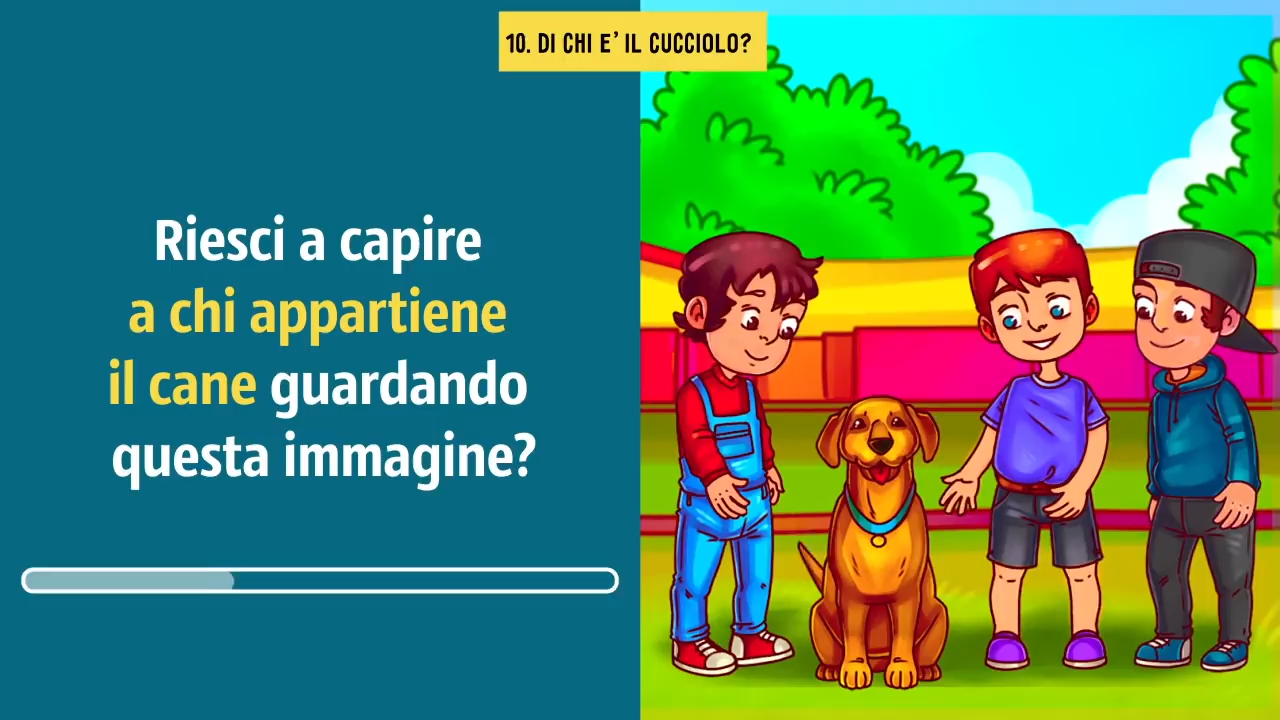 10. DI CHI E’ IL CUCCIOLO?
Riesci a capire
a chi appartiene
il cane guardando
questa immagine?